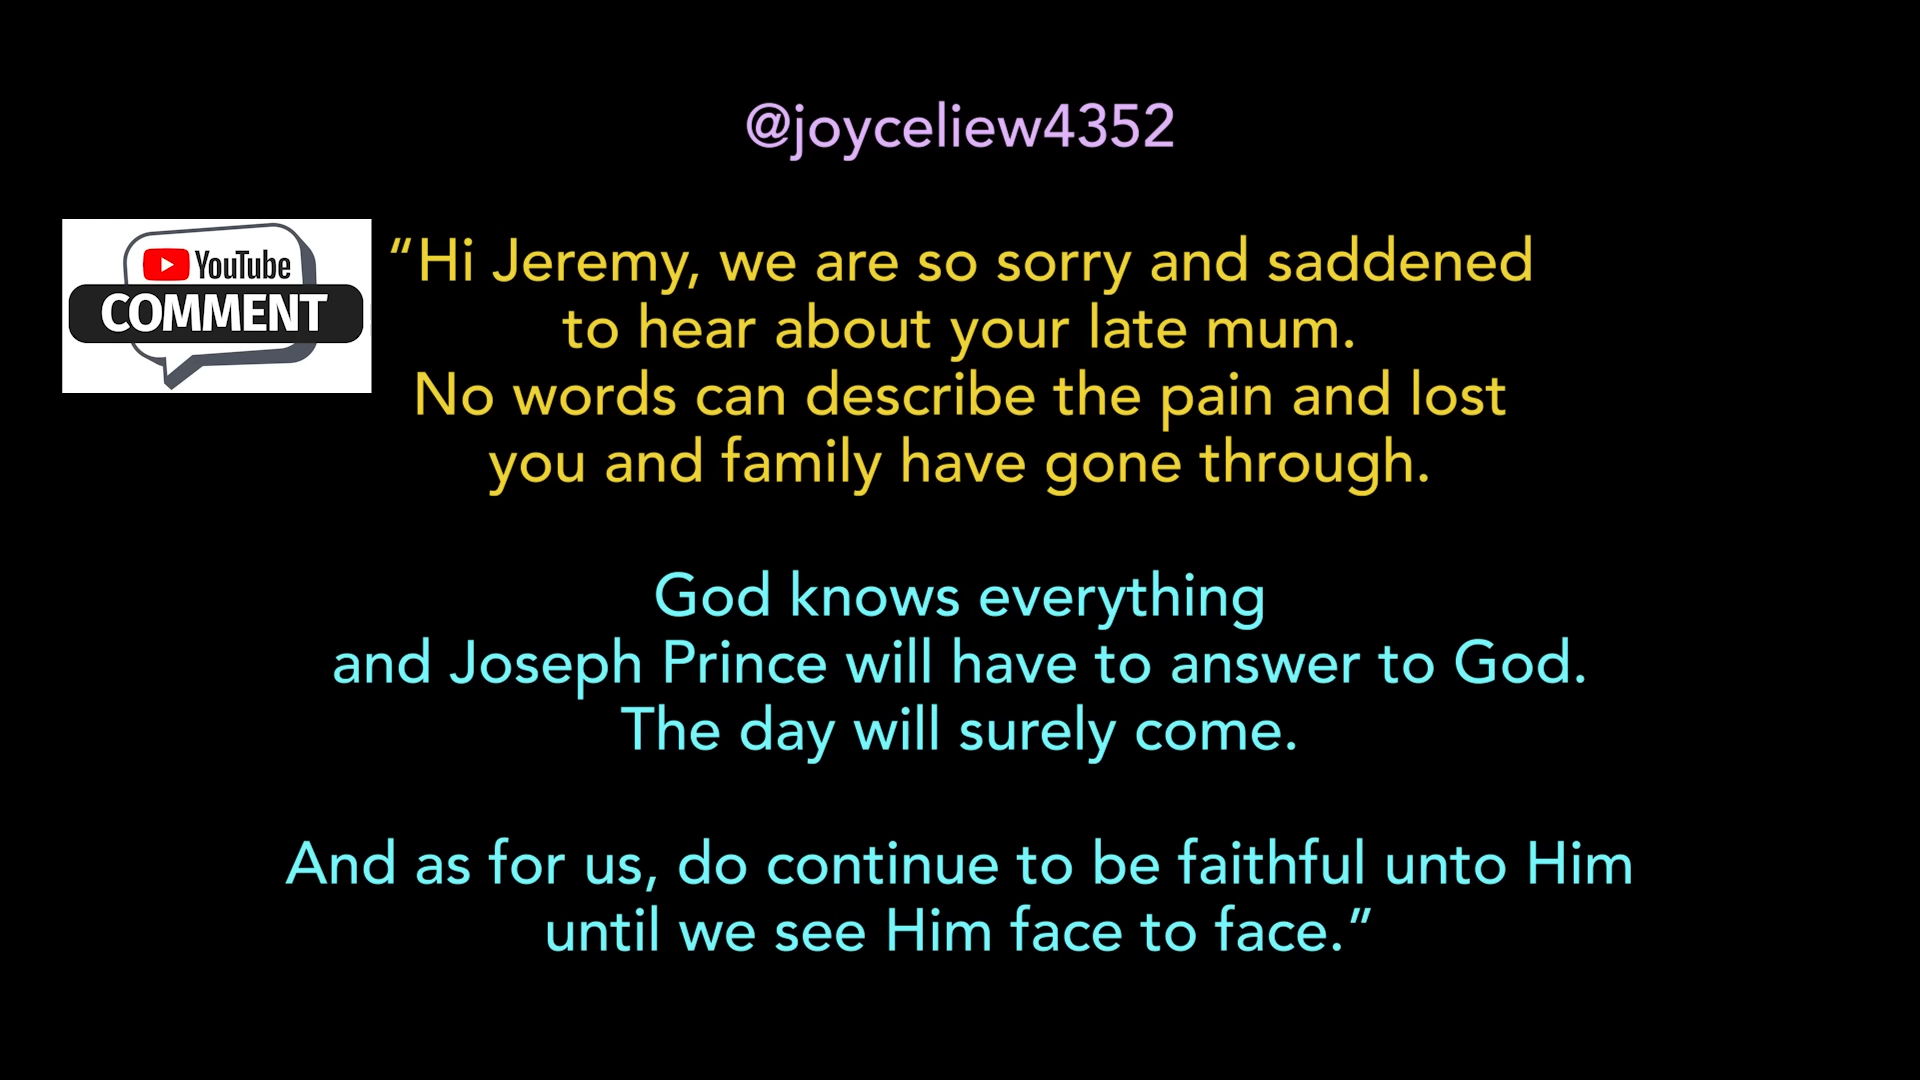 @joyceliew4352
YouTube
COMMENT
“Hi Jeremy, we are so sorry and saddened
to hear about your late mum.
No words can describe the pain and lost
you and family have gone through.
God knows everything
and Joseph Prince will have to answer to God.
The day will surely come.
And as for us, do continue to be faithful unto Him
until we see Him face to face.”